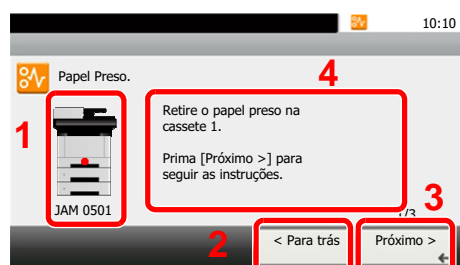 10:10
Papel Preso.
4
1
Retire o papel preso na
cassete 1.
Prima [Próximo >] para
seguir as instruções.
JAM 0501
3
1/3
2
< Para trás
Próximo >